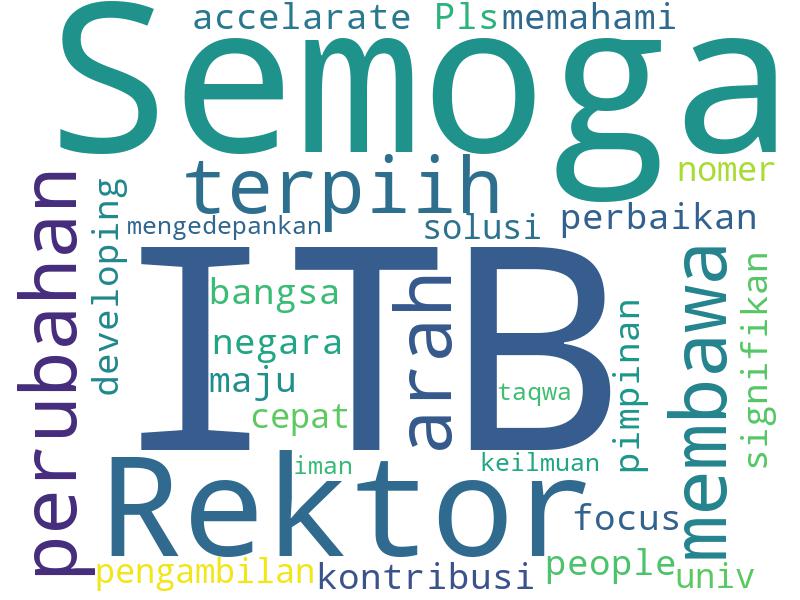 accelarate Pls memahami
Semoga
terpiih
nomer
mengedepankan
solusi
perbaikan
perubahan
developing
ITB
bangsa
arah
negara
maju
taqwa
cepat
pimpinan
membawa
signifikan
iman
keilmuan
Rektor
focus
pengambilan
kontribusi
people
univ